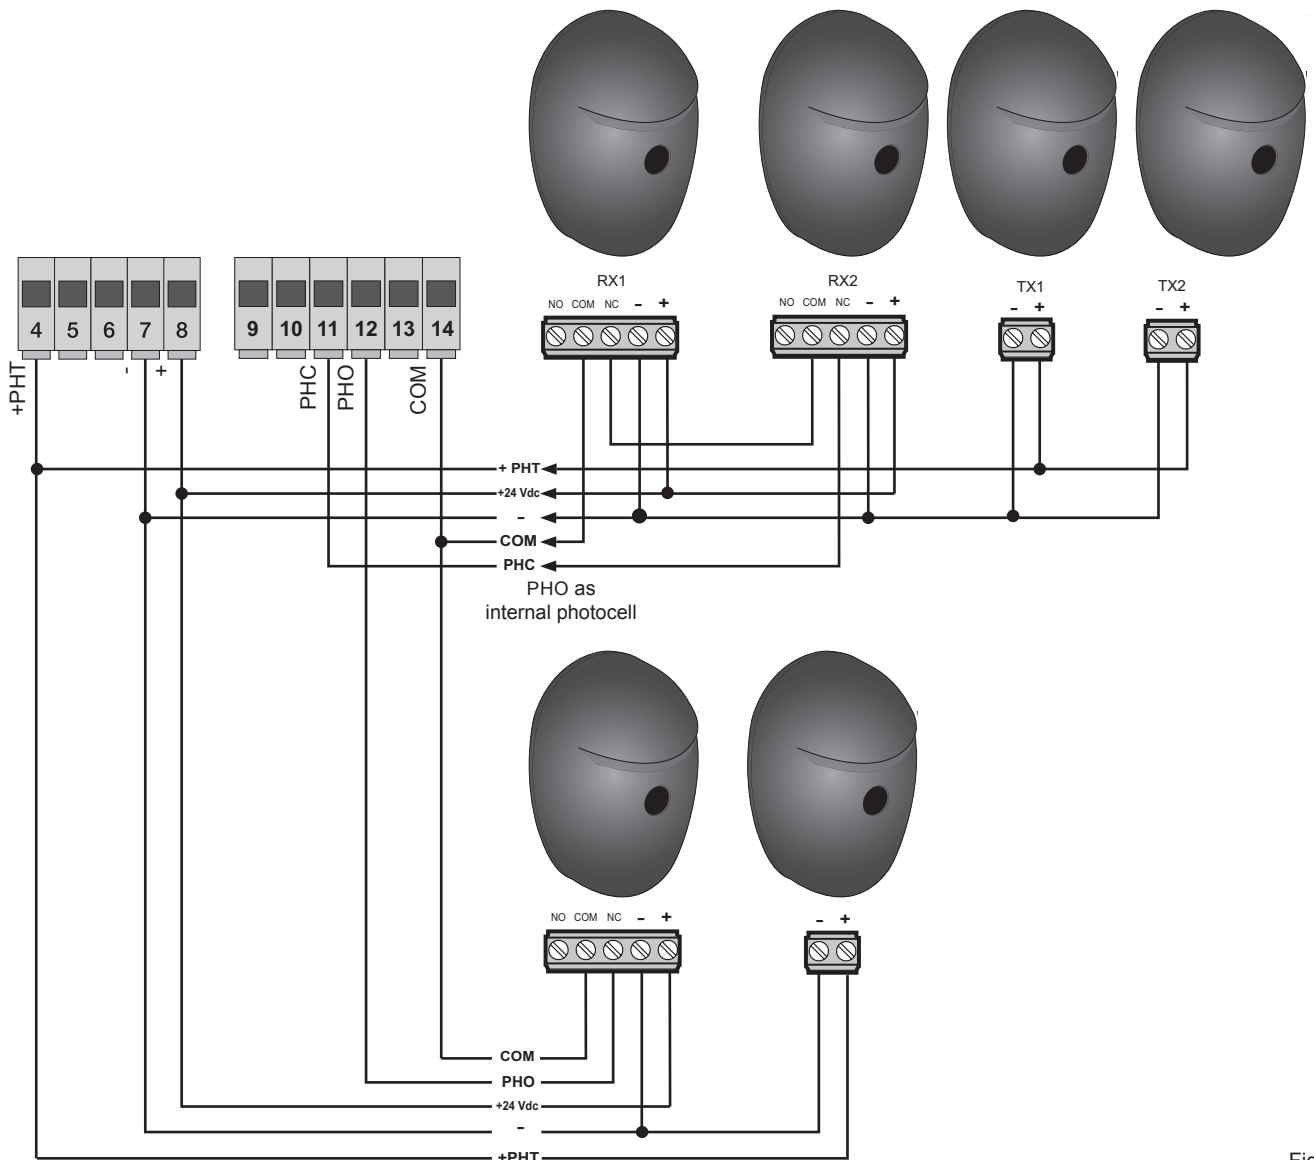 RX1
RX2
TX1
TX2
NO COM NC - +
NO COM NC - +
- +
- +
4 5 6 7 8
9 10 11 12 13 14
+PHT
- +
PHC
PHO
COM
+ PHT
+24 Vdc
-
COM
PHC
PHO as
internal photocell
NO COM NC - +
- +
COM
PHO
+24 Vdc
-
+PHT